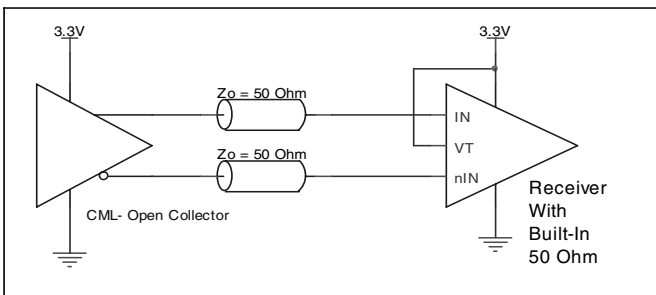 3.3V
3.3V
Zo = 50 Ohm
IN
VT
Zo = 50 Ohm
nIN
CML- Open Collector
Receiver
With
Built-In
50 Ohm